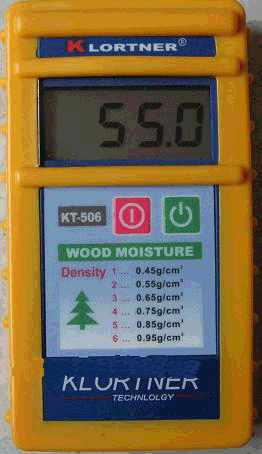 KLORTNER®
55.0
KT-506
WOOD MOISTURE
Density 1 ... 0.45g/cm³
2 ... 0.55g/cm³
3 ... 0.65g/cm³
4 ... 0.75g/cm³
5 ... 0.85g/cm³
6 ... 0.95g/cm³
KLORTNER
TECHNLOLGY